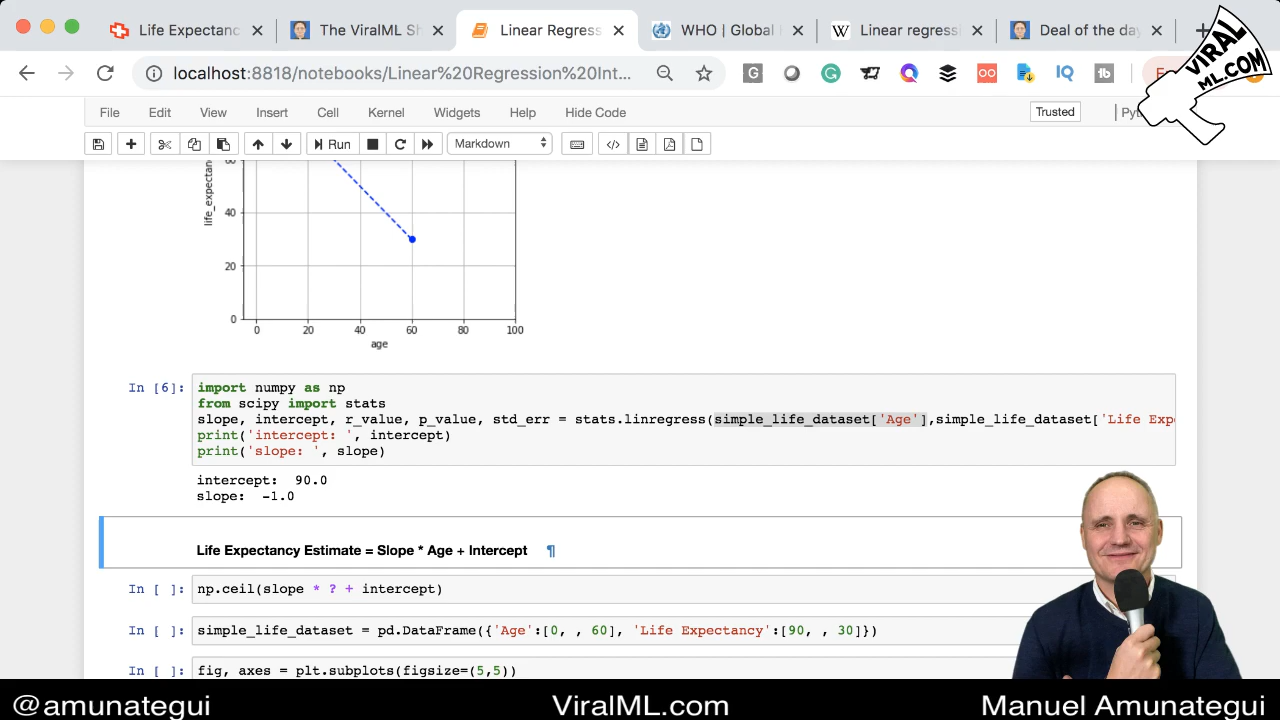 Life Expectanc
The ViralML Sh
Linear Regress
WHO | Global
Linear regressi
Deal of the day
VIRAL
ML.COM
localhost:8818/notebooks/Linear%20Regression%20Int...
File Edit View Insert Cell Kernel Widgets Help Hide Code
Trusted
Run
Markdown
life_expectanc
60
40
20
0
0 20 40 60 80 100
age
In [6]:
import numpy as np
from scipy import stats
slope, intercept, r_value, p_value, std_err = stats.linregress(simple_life_dataset['Age'],simple_life_dataset['Life Exp
print('intercept: ', intercept)
print('slope: ', slope)
intercept:  90.0
slope:  -1.0
Life Expectancy Estimate = Slope * Age + Intercept ¶
In [ ]: np.ceil(slope * ? + intercept)
In [ ]: simple_life_dataset = pd.DataFrame({'Age':[0, , 60], 'Life Expectancy':[90, , 30]})
In [ ]: fig, axes = plt.subplots(figsize=(5,5))
@amunategui
ViralML.com
Manuel Amunategui